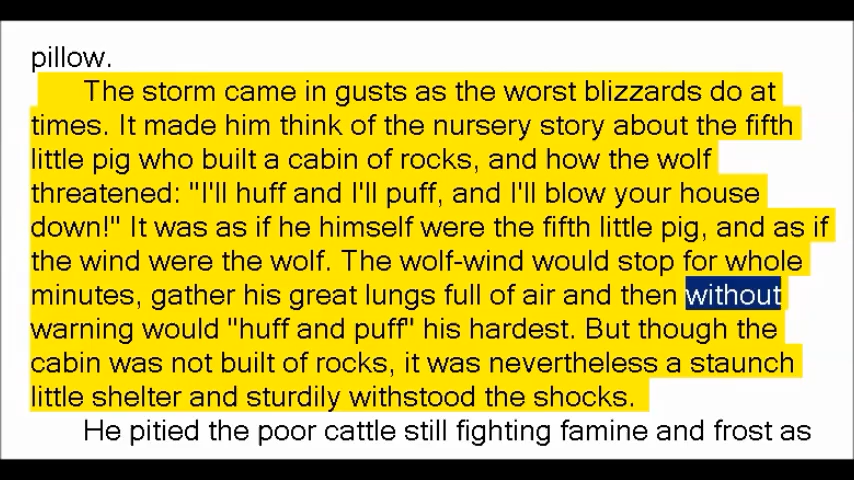 pillow.
The storm came in gusts as the worst blizzards do at
times. It made him think of the nursery story about the fifth
little pig who built a cabin of rocks, and how the wolf
threatened: "I'll huff and I'll puff, and I'll blow your house
down!" It was as if he himself were the fifth little pig, and as if
the wind were the wolf. The wolf-wind would stop for whole
minutes, gather his great lungs full of air and then without
warning would "huff and puff" his hardest. But though the
cabin was not built of rocks, it was nevertheless a staunch
little shelter and sturdily withstood the shocks.
He pitied the poor cattle still fighting famine and frost as